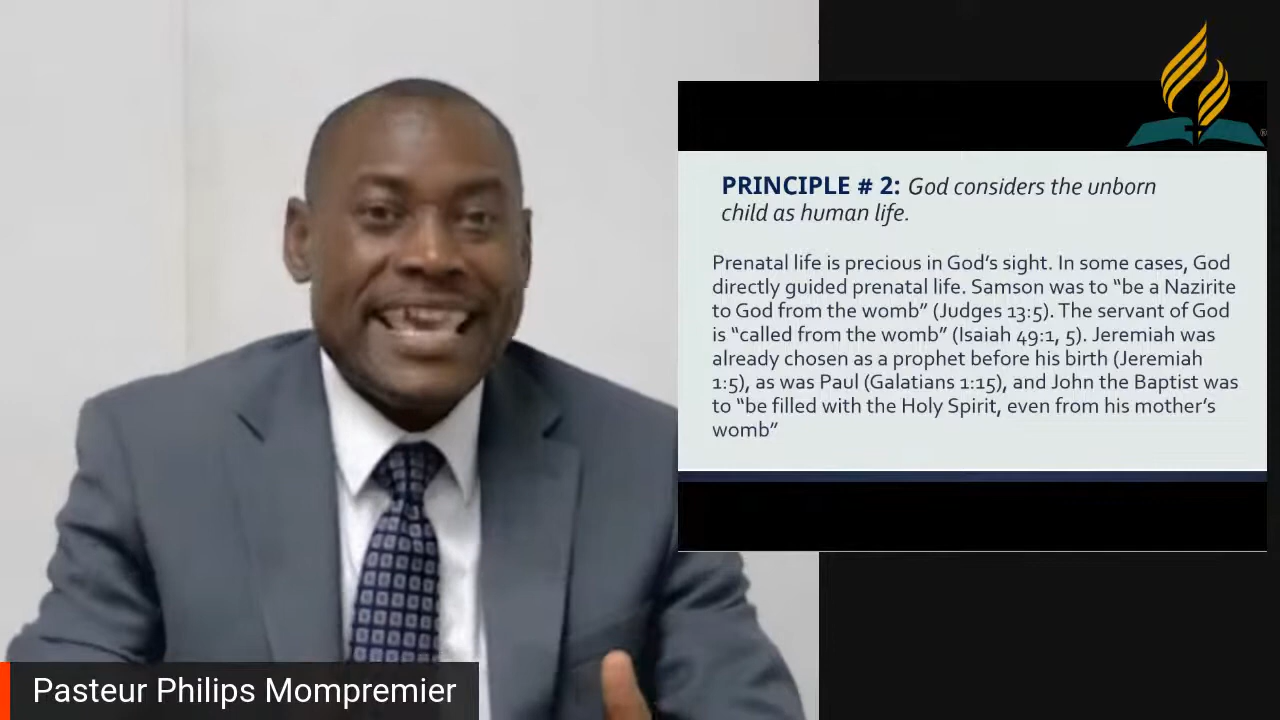 PRINCIPLE # 2: God considers the unborn
child as human life.
Prenatal life is precious in God's sight. In some cases, God
directly guided prenatal life. Samson was to “be a Nazirite
to God from the womb” (Judges 13:5). The servant of God
is “called from the womb” (Isaiah 49:1, 5). Jeremiah was
already chosen as a prophet before his birth (Jeremiah
1:5), as was Paul (Galatians 1:15), and John the Baptist was
to “be filled with the Holy Spirit, even from his mother’s
womb”
Pasteur Philips Mompremier